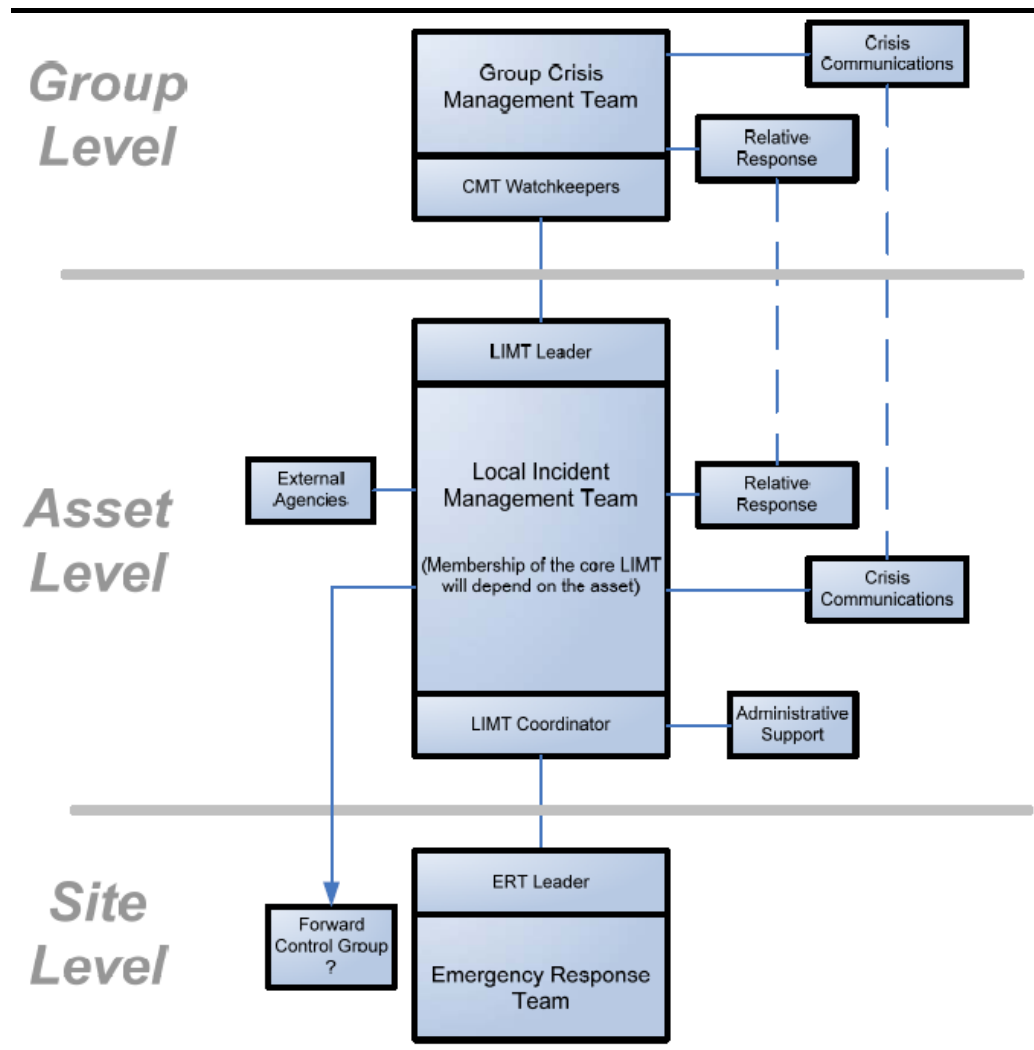 Group
Level
Group Crisis
Management Team
CMT Watchkeepers
Crisis
Communications
Relative
Response
Asset
Level
LIMT Leader
Local Incident
Management Team
(Membership of the core LIMT
will depend on the asset)
LIMT Coordinator
External
Agencies
Relative
Response
Crisis
Communications
Administrative
Support
Site
Level
Forward
Control Group
?
ERT Leader
Emergency Response
Team